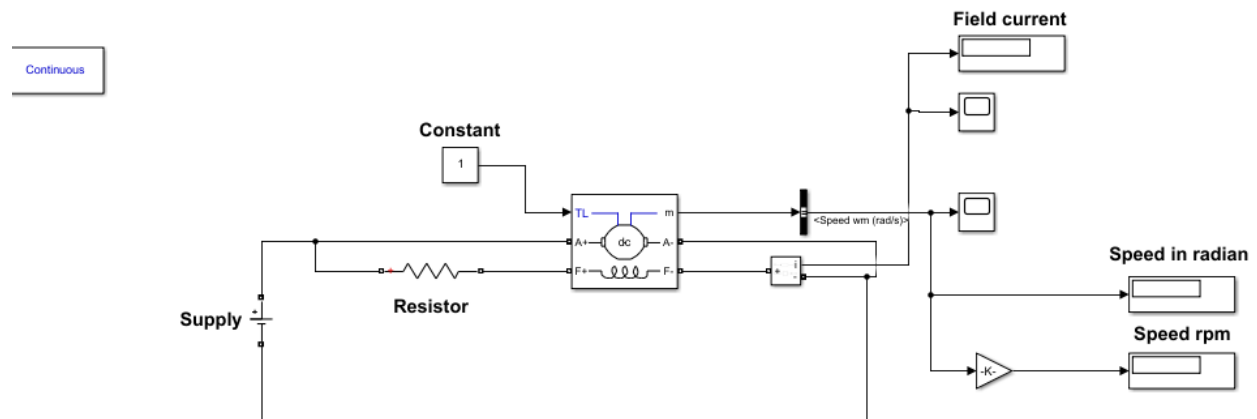 Field current
Continuous
Constant
1
TL
m
<Speed wm (rad/s)>
A+
dc
A-
i
+
-
F+
F-
Speed in radian
+
Resistor
+
Supply
Speed rpm
-K-